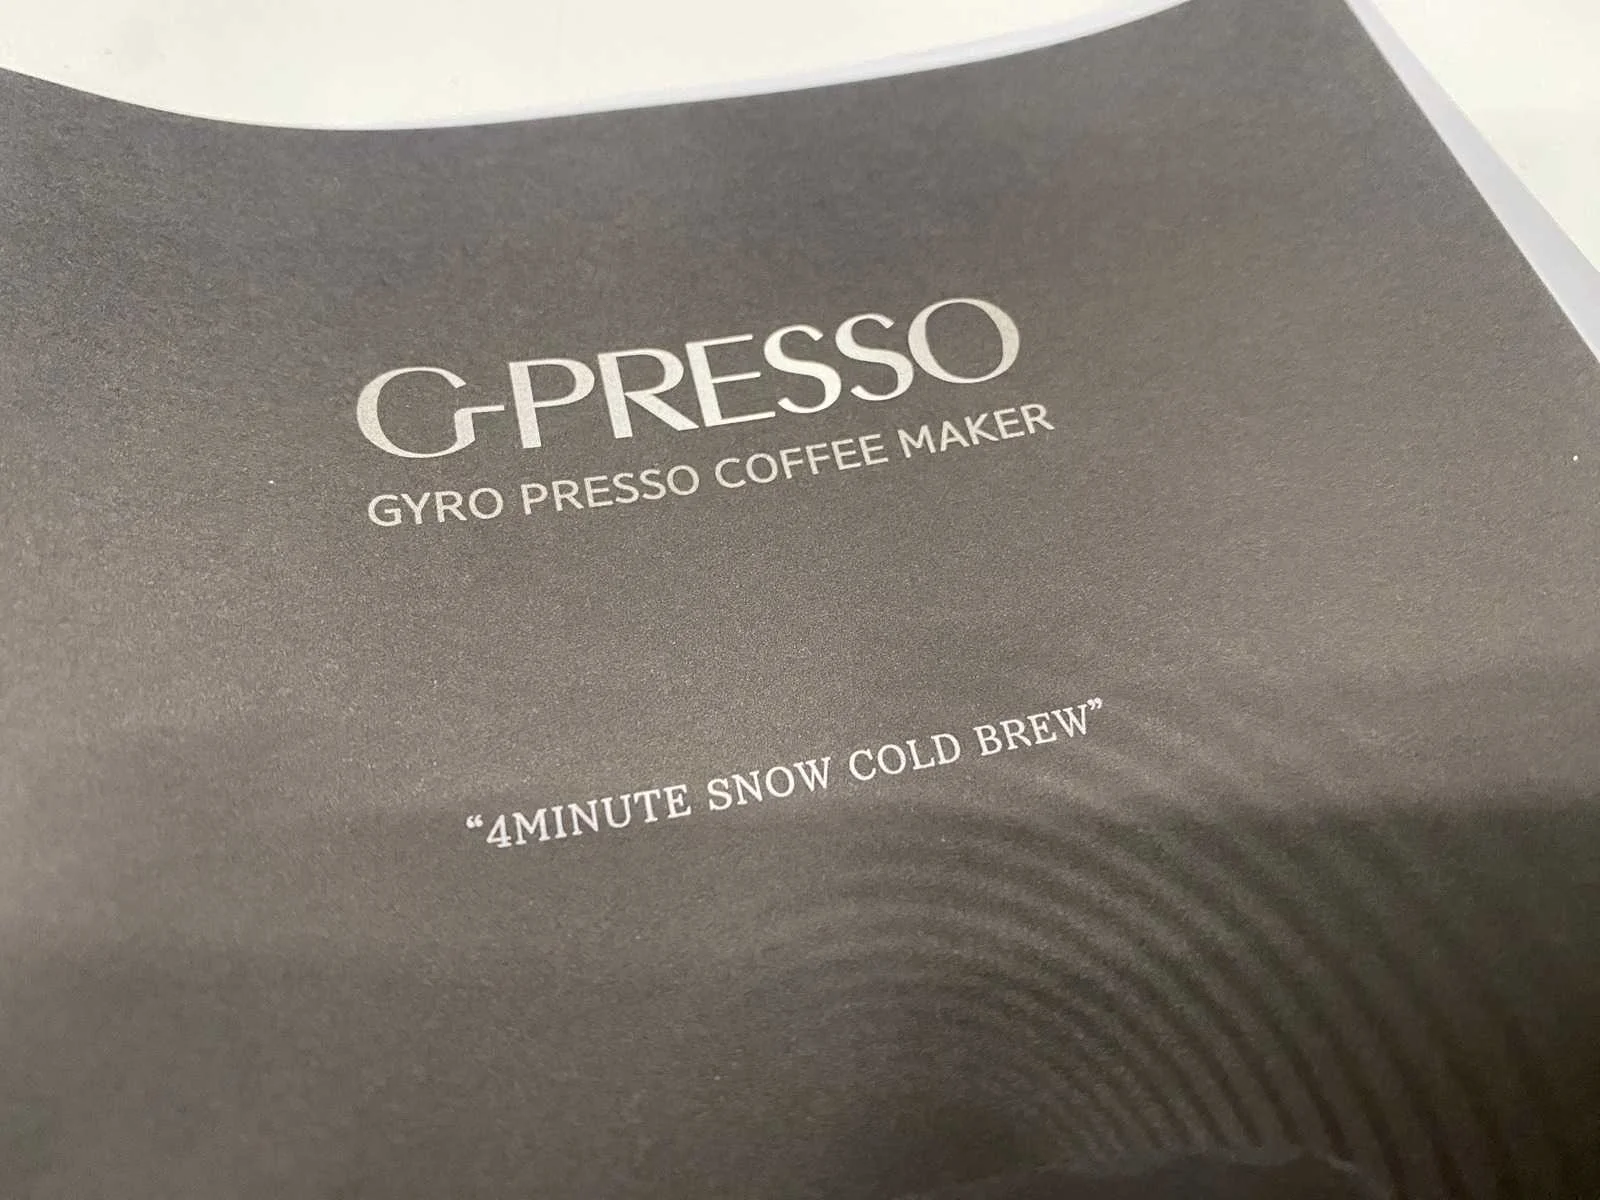 G-PRESSO
GYRO PRESSO COFFEE MAKER
“4MINUTE SNOW COLD BREW”